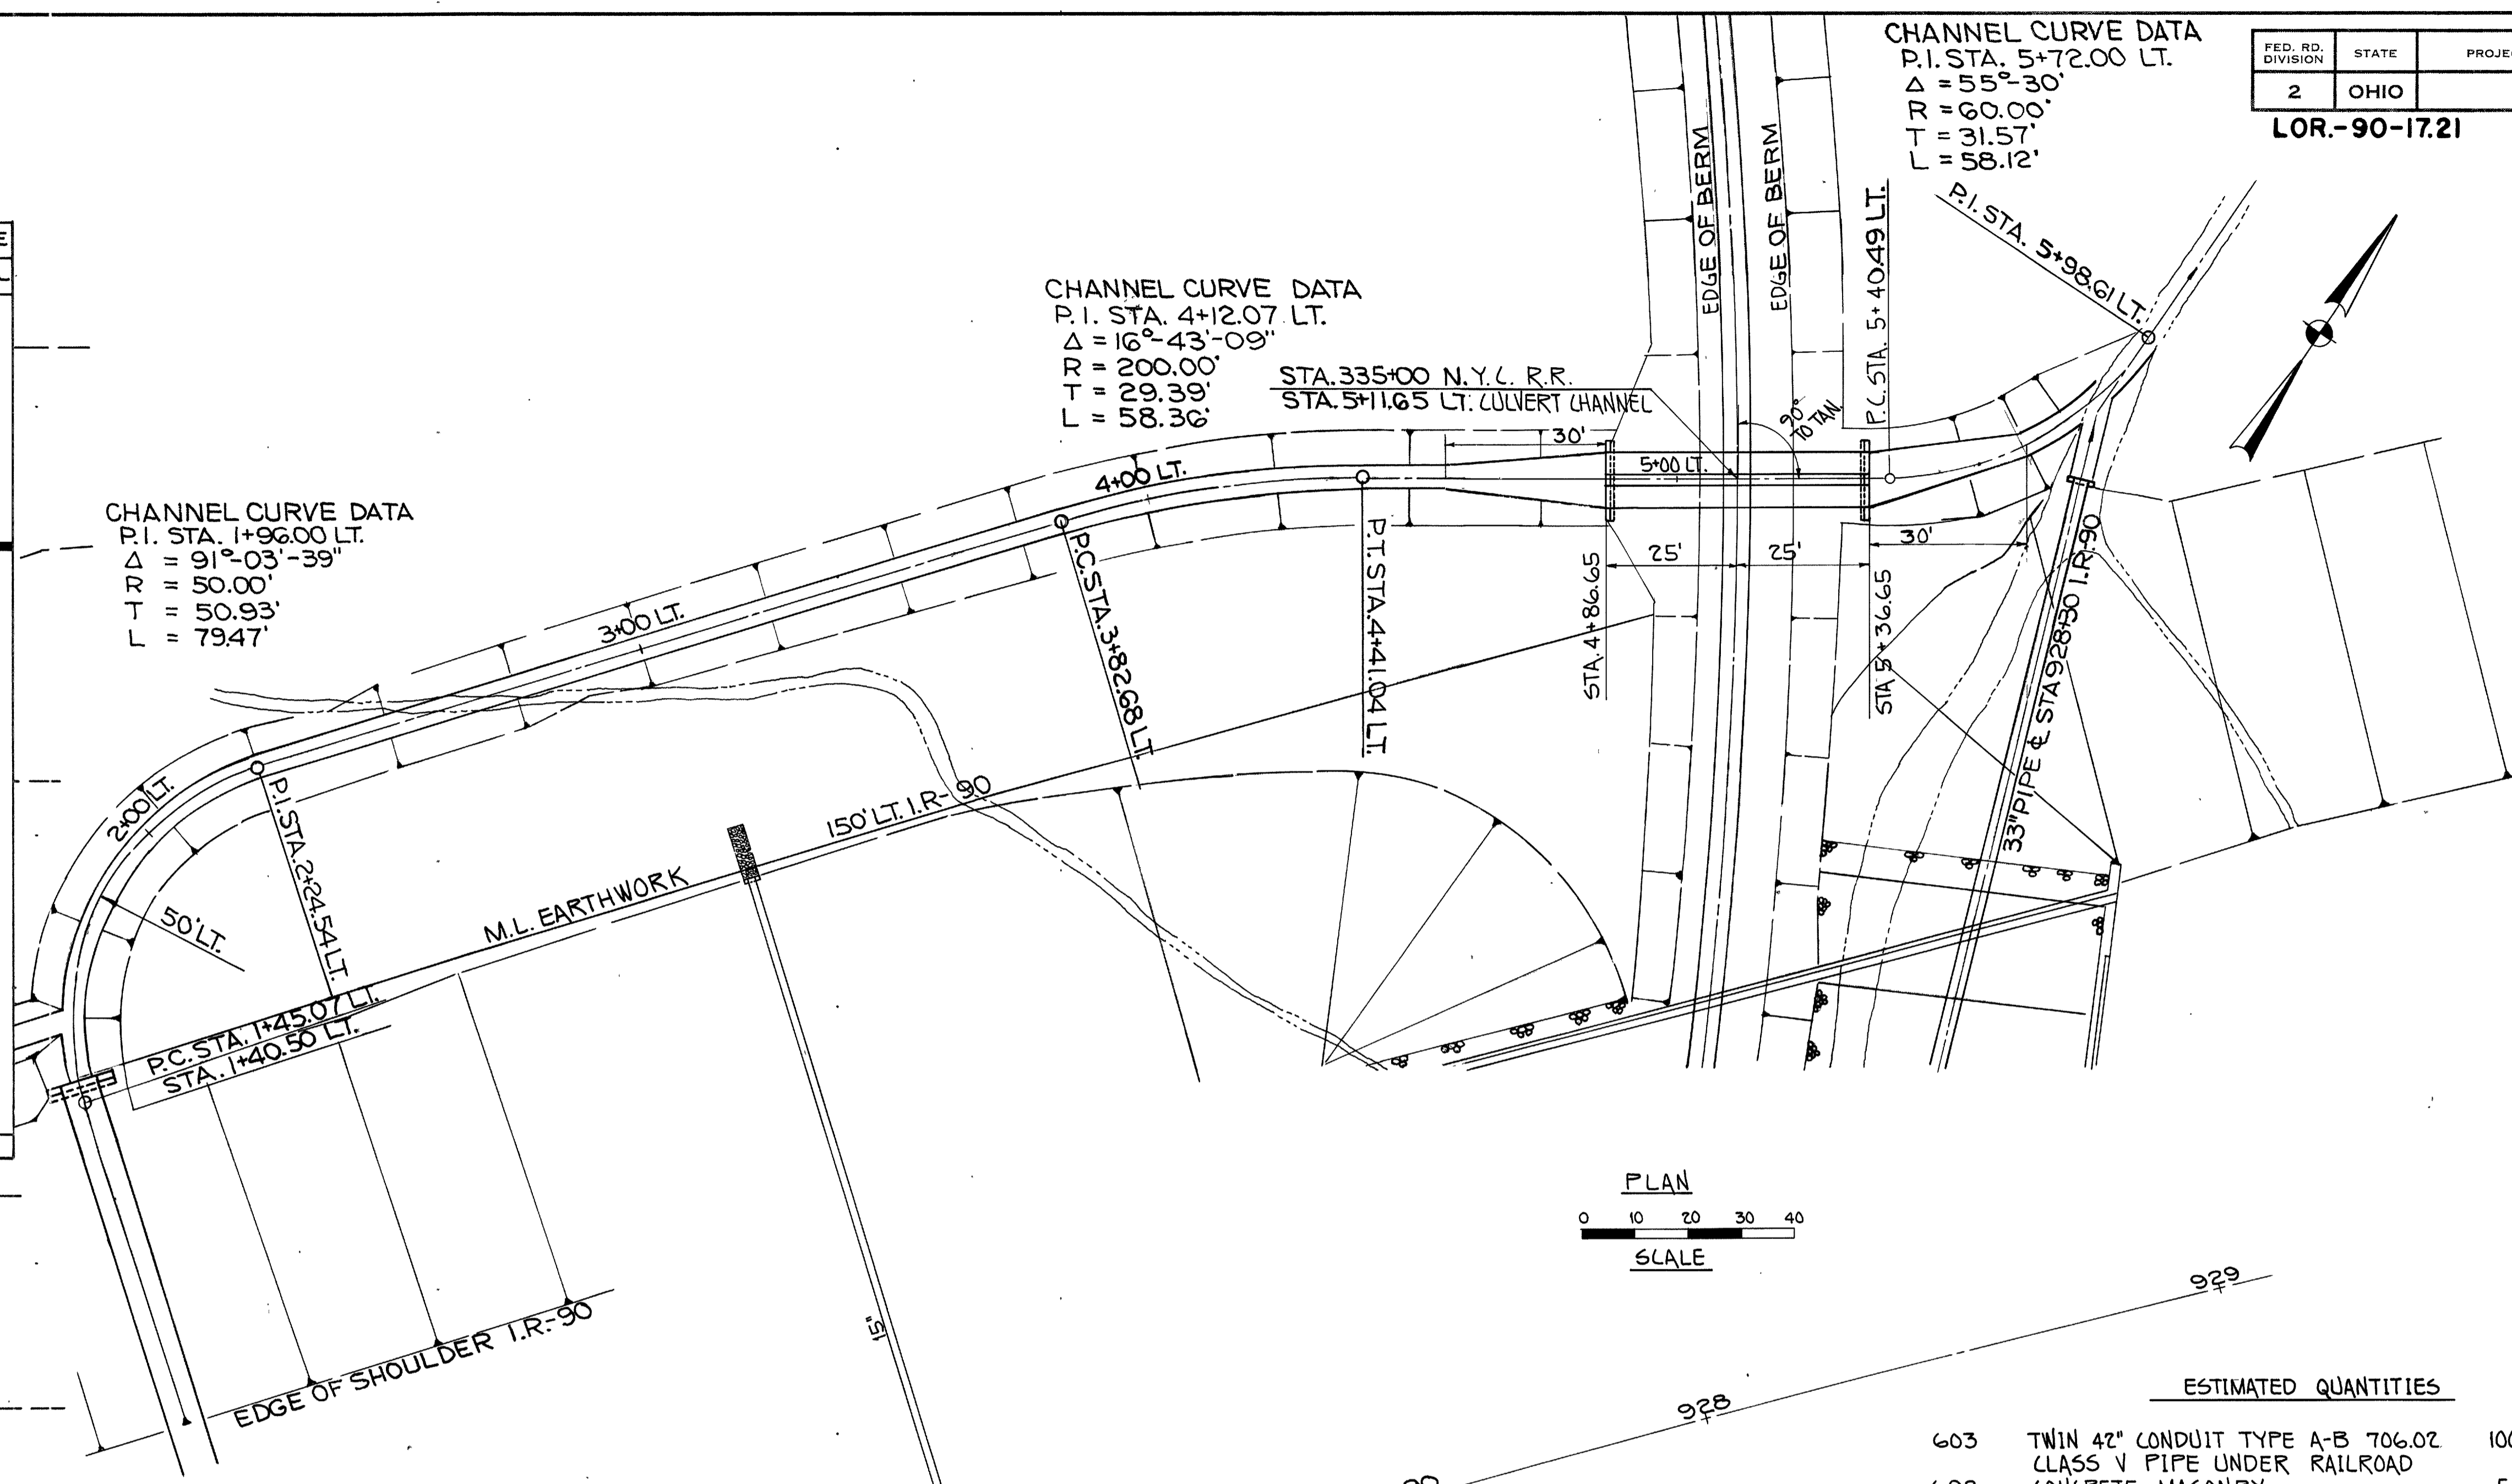 CHANNEL CURVE DATA
P.I. STA. 5+72.00 LT.
Δ = 55°-30'
R = 60.00'
T = 31.57'
L = 58.12'
FED. RD. DIVISION
STATE
2
OHIO
LOR.-90-17.21
P.I. STA. 5+98.61 LT.
EDGE OF BERM
EDGE OF BERM
P.C. STA. 5+40.49 LT.
CHANNEL CURVE DATA
P.I. STA. 4+12.07 LT.
Δ = 16°-43'-09"
R = 200.00'
T = 29.39'
L = 58.36'
STA. 335+00 N.Y.C. R.R.
STA. 5+11.65 LT. CULVERT CHANNEL
90°
TO TAN.
30'
5+00 LT.
4+00 LT.
CHANNEL CURVE DATA
P.I. STA. 1+96.00 LT.
Δ = 91°-03'-39"
R = 50.00'
T = 50.93'
L = 79.47'
3+00 LT.
P.C. STA. 3+82.68 LT.
P.T. STA. 4+41.04 LT.
STA. 4+86.65
25'
25'
STA 5+36.65
30'
33" PIPE ℄ STA 928+30 I.R-90
2+00 LT.
P.I. STA. 2+24.54 LT.
50' LT.
150' LT. I.R-90
M.L. EARTHWORK
P.C. STA. 1+45.07 LT.
STA. 1+40.50 LT.
EDGE OF SHOULDER I.R.-90
15"
PLAN
0 10 20 30 40
SCALE
929
928
ESTIMATED QUANTITIES
603 TWIN 42" CONDUIT TYPE A-B 706.02
CLASS V PIPE UNDER RAILROAD